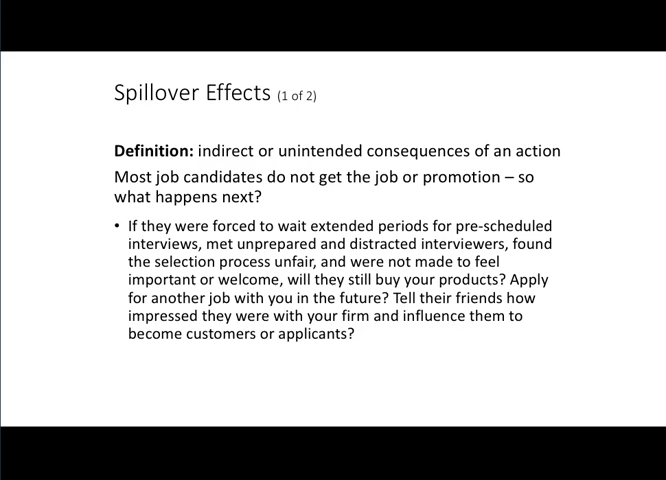 Spillover Effects (1 of 2)
Definition: indirect or unintended consequences of an action
Most job candidates do not get the job or promotion – so
what happens next?
• If they were forced to wait extended periods for pre-scheduled
interviews, met unprepared and distracted interviewers, found
the selection process unfair, and were not made to feel
important or welcome, will they still buy your products? Apply
for another job with you in the future? Tell their friends how
impressed they were with your firm and influence them to
become customers or applicants?